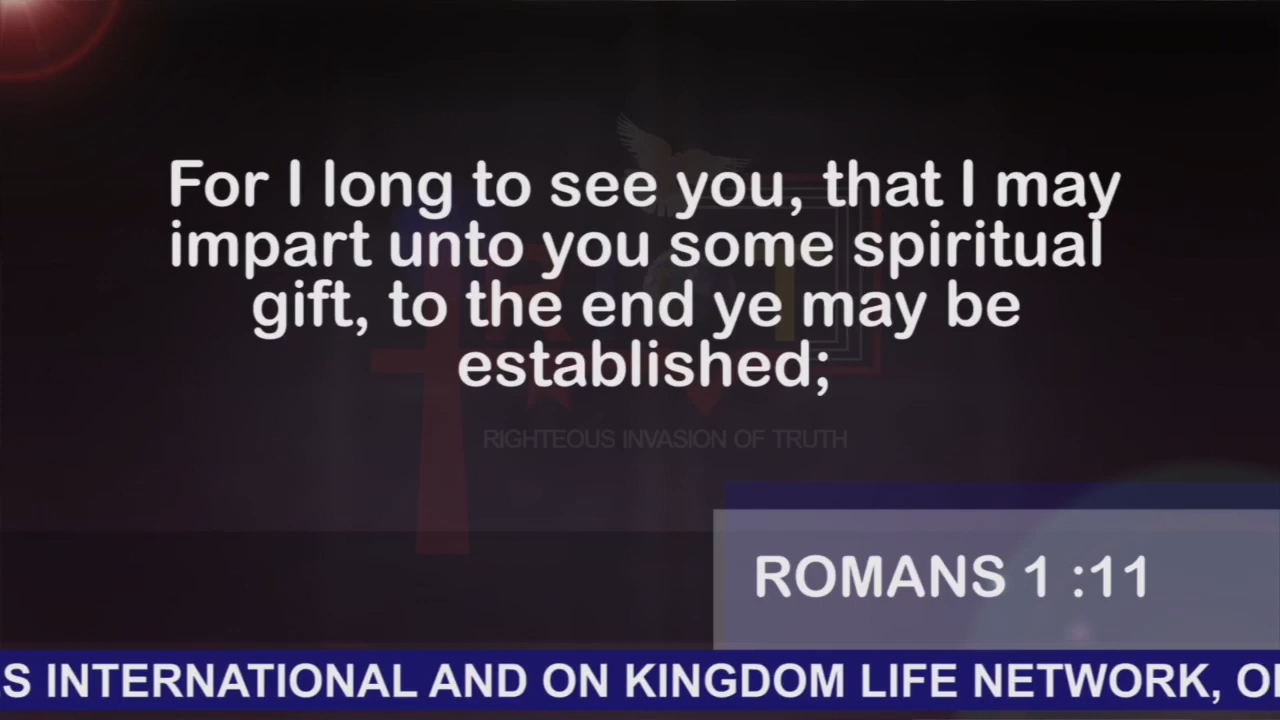 For I long to see you, that I may
impart unto you some spiritual
gift, to the end ye may be
established;
RIGHTEOUS INVASION OF TRUTH
ROMANS 1 :11
S INTERNATIONAL AND ON KINGDOM LIFE NETWORK,